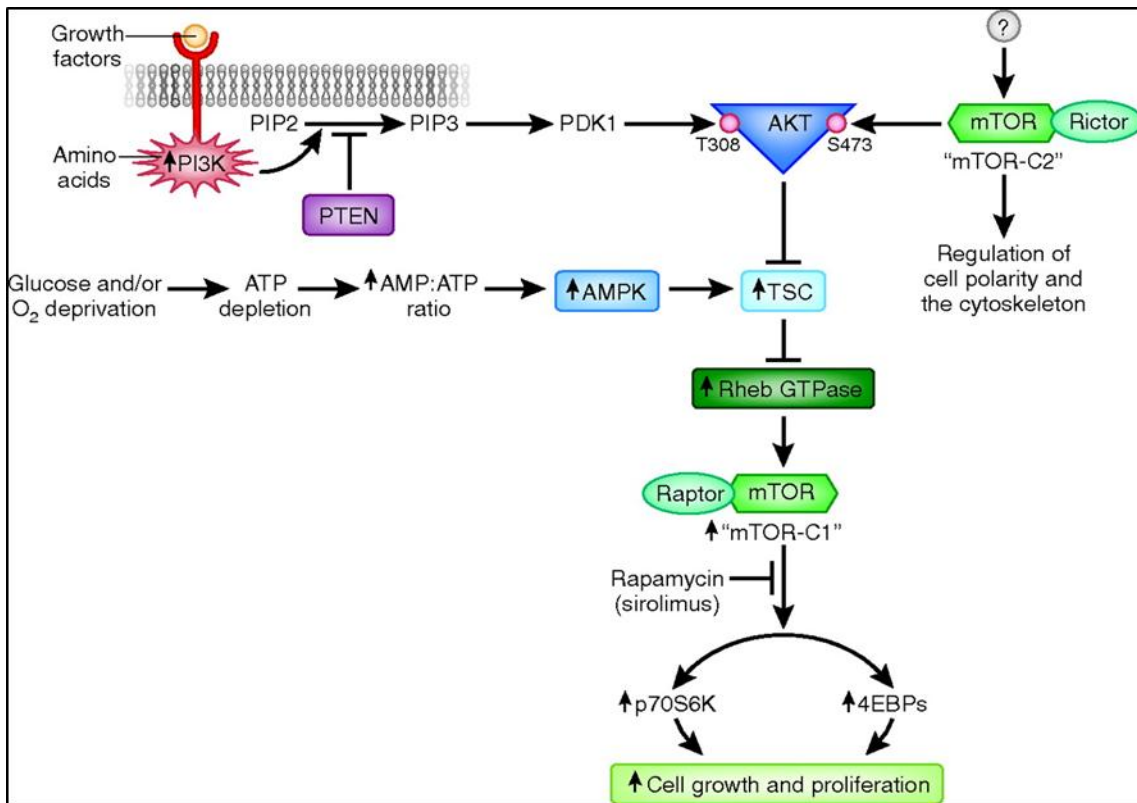 Growth
factors
?
PIP2
PIP3
PDK1
AKT
T308
S473
mTOR
Rictor
"mTOR-C2"
Amino
acids
↑PI3K
PTEN
Regulation of
cell polarity and
the cytoskeleton
Glucose and/or
O₂ deprivation
ATP
depletion
↑AMP:ATP
ratio
↑AMPK
↑TSC
↑Rheb GTPase
Raptor
mTOR
↑"mTOR-C1"
Rapamycin
(sirolimus)
↑p70S6K
↑4EBPs
↑Cell growth and proliferation